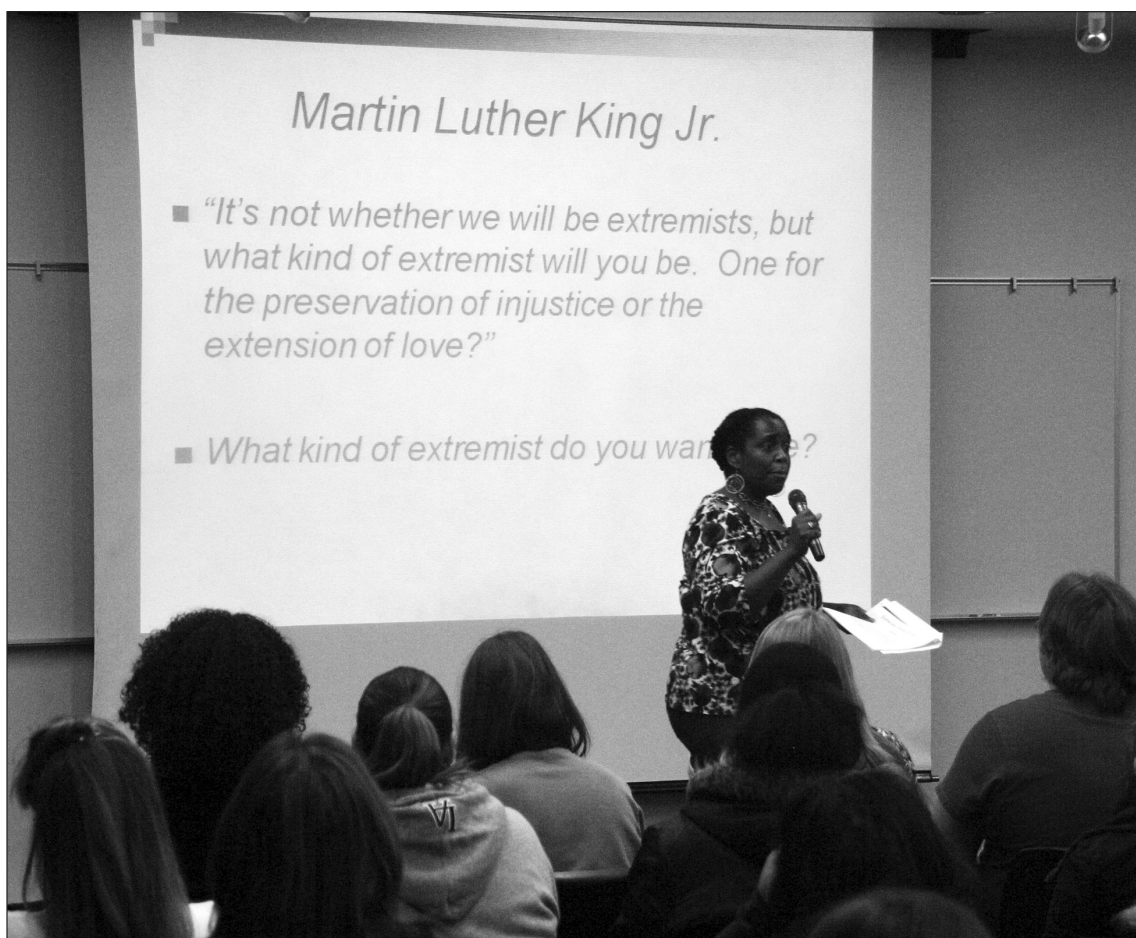 Martin Luther King Jr.
"It's not whether we will be extremists, but
what kind of extremist will you be. One for
the preservation of injustice or the
extension of love?"
What kind of extremist do you wan e?